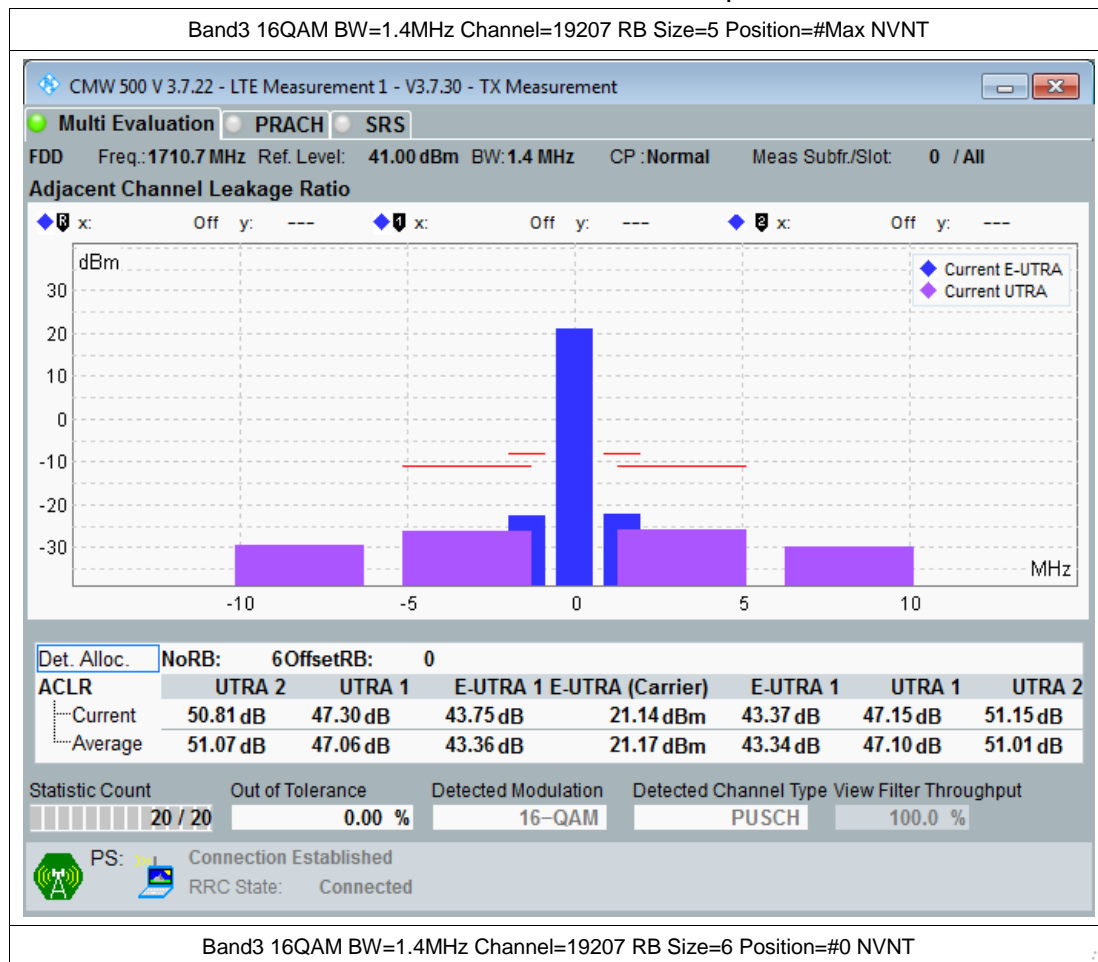 Band3 16QAM BW=1.4MHz Channel=19207 RB Size=5 Position=#Max NVNT
CMW 500 V 3.7.22 - LTE Measurement 1 - V3.7.30 - TX Measurement
Multi Evaluation PRACH SRS
FDD Freq.:1710.7 MHz Ref. Level: 41.00 dBm BW:1.4 MHz CP :Normal Meas Subfr./Slot: 0 / All
Adjacent Channel Leakage Ratio
R x: Off y: --- 1 x: Off y: --- 2 x: Off y: ---
dBm
Current E-UTRA
Current UTRA
30
20
10
0
-10
-20
-30
MHz
-10 -5 0 5 10
Det. Alloc. NoRB: 6 OffsetRB: 0
ACLR UTRA 2 UTRA 1 E-UTRA 1 E-UTRA (Carrier) E-UTRA 1 UTRA 1 UTRA 2
Current 50.81 dB 47.30 dB 43.75 dB 21.14 dBm 43.37 dB 47.15 dB 51.15 dB
Average 51.07 dB 47.06 dB 43.36 dB 21.17 dBm 43.34 dB 47.10 dB 51.01 dB
Statistic Count Out of Tolerance Detected Modulation Detected Channel Type View Filter Throughput
20 / 20 0.00 % 16-QAM PUSCH 100.0 %
PS: Connection Established
RRC State: Connected
Band3 16QAM BW=1.4MHz Channel=19207 RB Size=6 Position=#0 NVNT